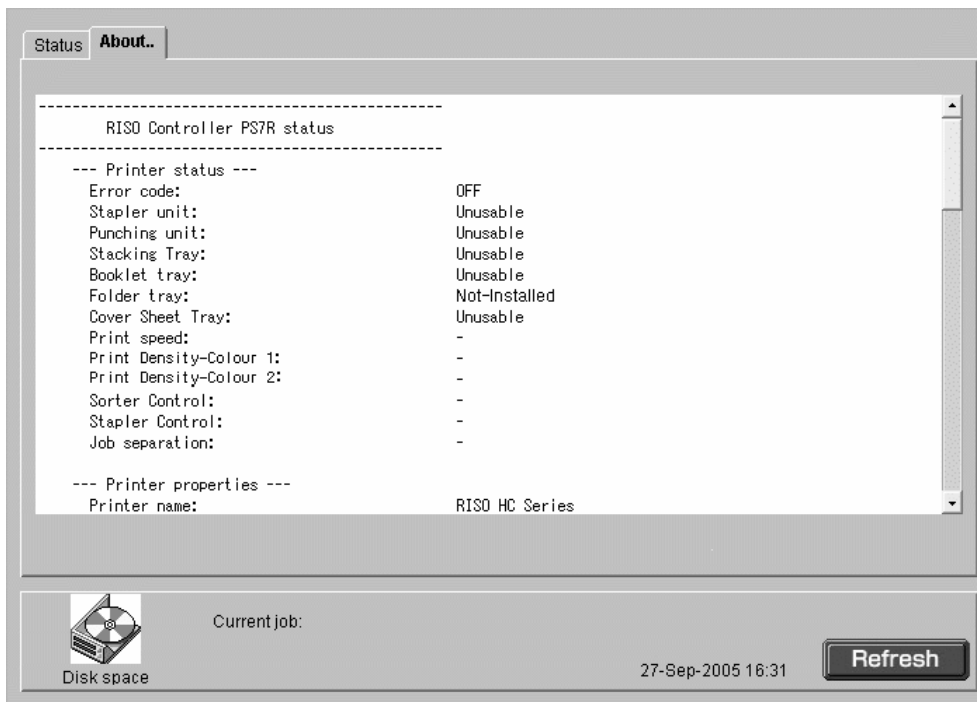 Status About..
------------------------------------------------
RISO Controller PS7R status
------------------------------------------------
--- Printer status ---
Error code: OFF
Stapler unit: Unusable
Punching unit: Unusable
Stacking Tray: Unusable
Booklet tray: Unusable
Folder tray: Not-Installed
Cover Sheet Tray: Unusable
Print speed: -
Print Density-Colour 1: -
Print Density-Colour 2: -
Sorter Control: -
Stapler Control: -
Job separation: -
--- Printer properties ---
Printer name: RISO HC Series
Current job:
Disk space
27-Sep-2005 16:31
Refresh